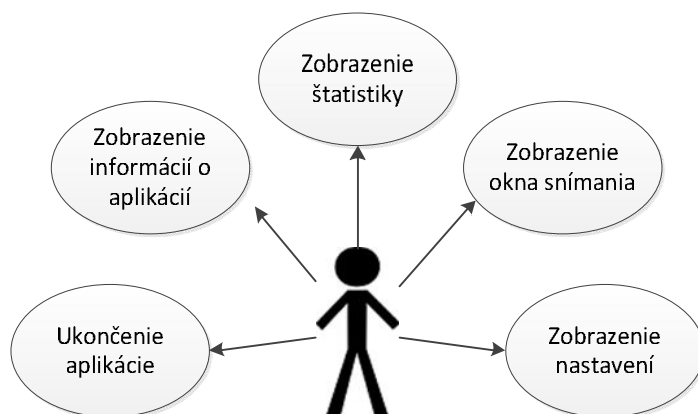 Zobrazenie
štatistiky
Zobrazenie
informácií o
aplikácií
Zobrazenie
okna snímania
Ukončenie
aplikácie
Zobrazenie
nastavení